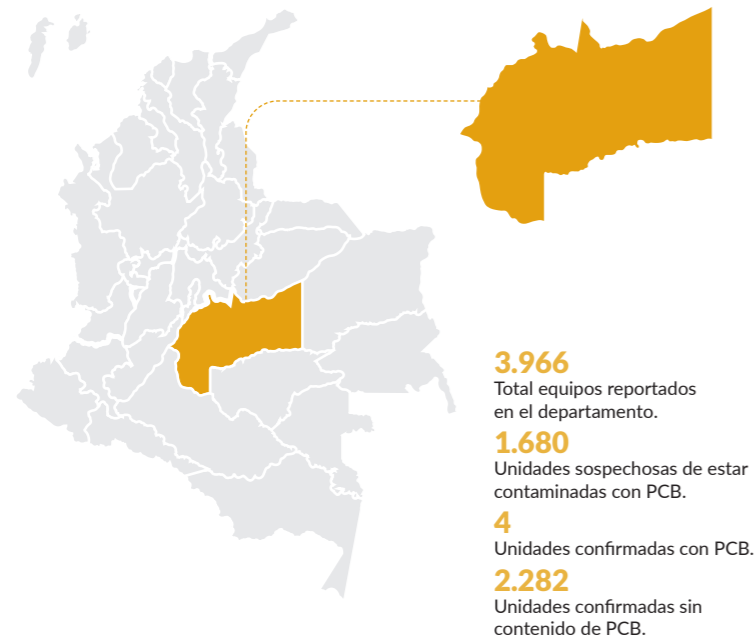 3.966
Total equipos reportados
en el departamento.
1.680
Unidades sospechosas de estar
contaminadas con PCB.
4
Unidades confirmadas con PCB.
2.282
Unidades confirmadas sin
contenido de PCB.